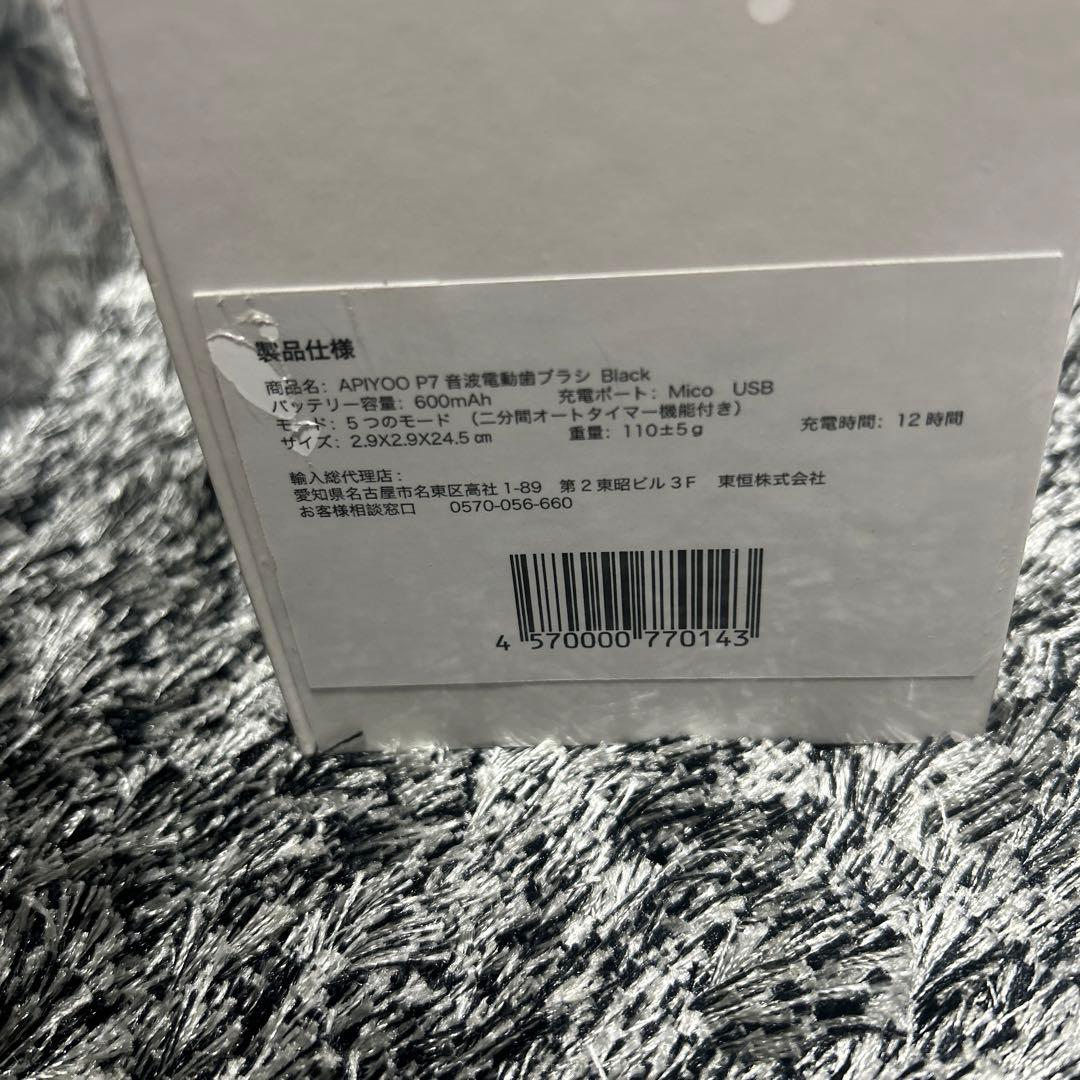 製品仕様
商品名: APIYOO P7 音波電動歯ブラシ Black
バッテリー容量: 600mAh 充電ポート: Mico USB
モード: 5つのモード (二分間オートタイマー機能付き) 充電時間: 12時間
サイズ: 2.9X2.9X24.5㎝ 重量: 110±5g
輸入総代理店:
愛知県名古屋市名東区高社1-89 第2東昭ビル3F 東恒株式会社
お客様相談窓口 0570-056-660
4 570000 770143